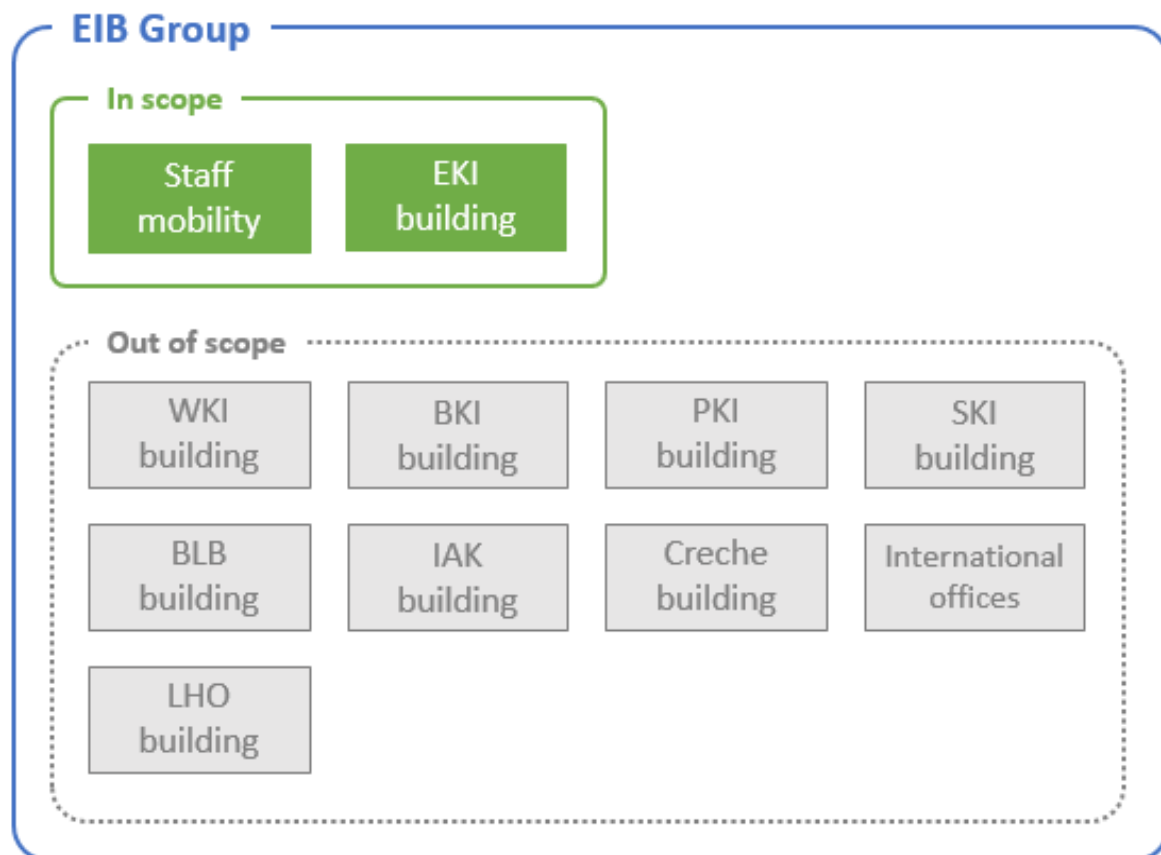 EIB Group
In scope
Staff
mobility
EKI
building
Out of scope
WKI
building
BKI
building
PKI
building
SKI
building
BLB
building
IAK
building
Creche
building
International
offices
LHO
building